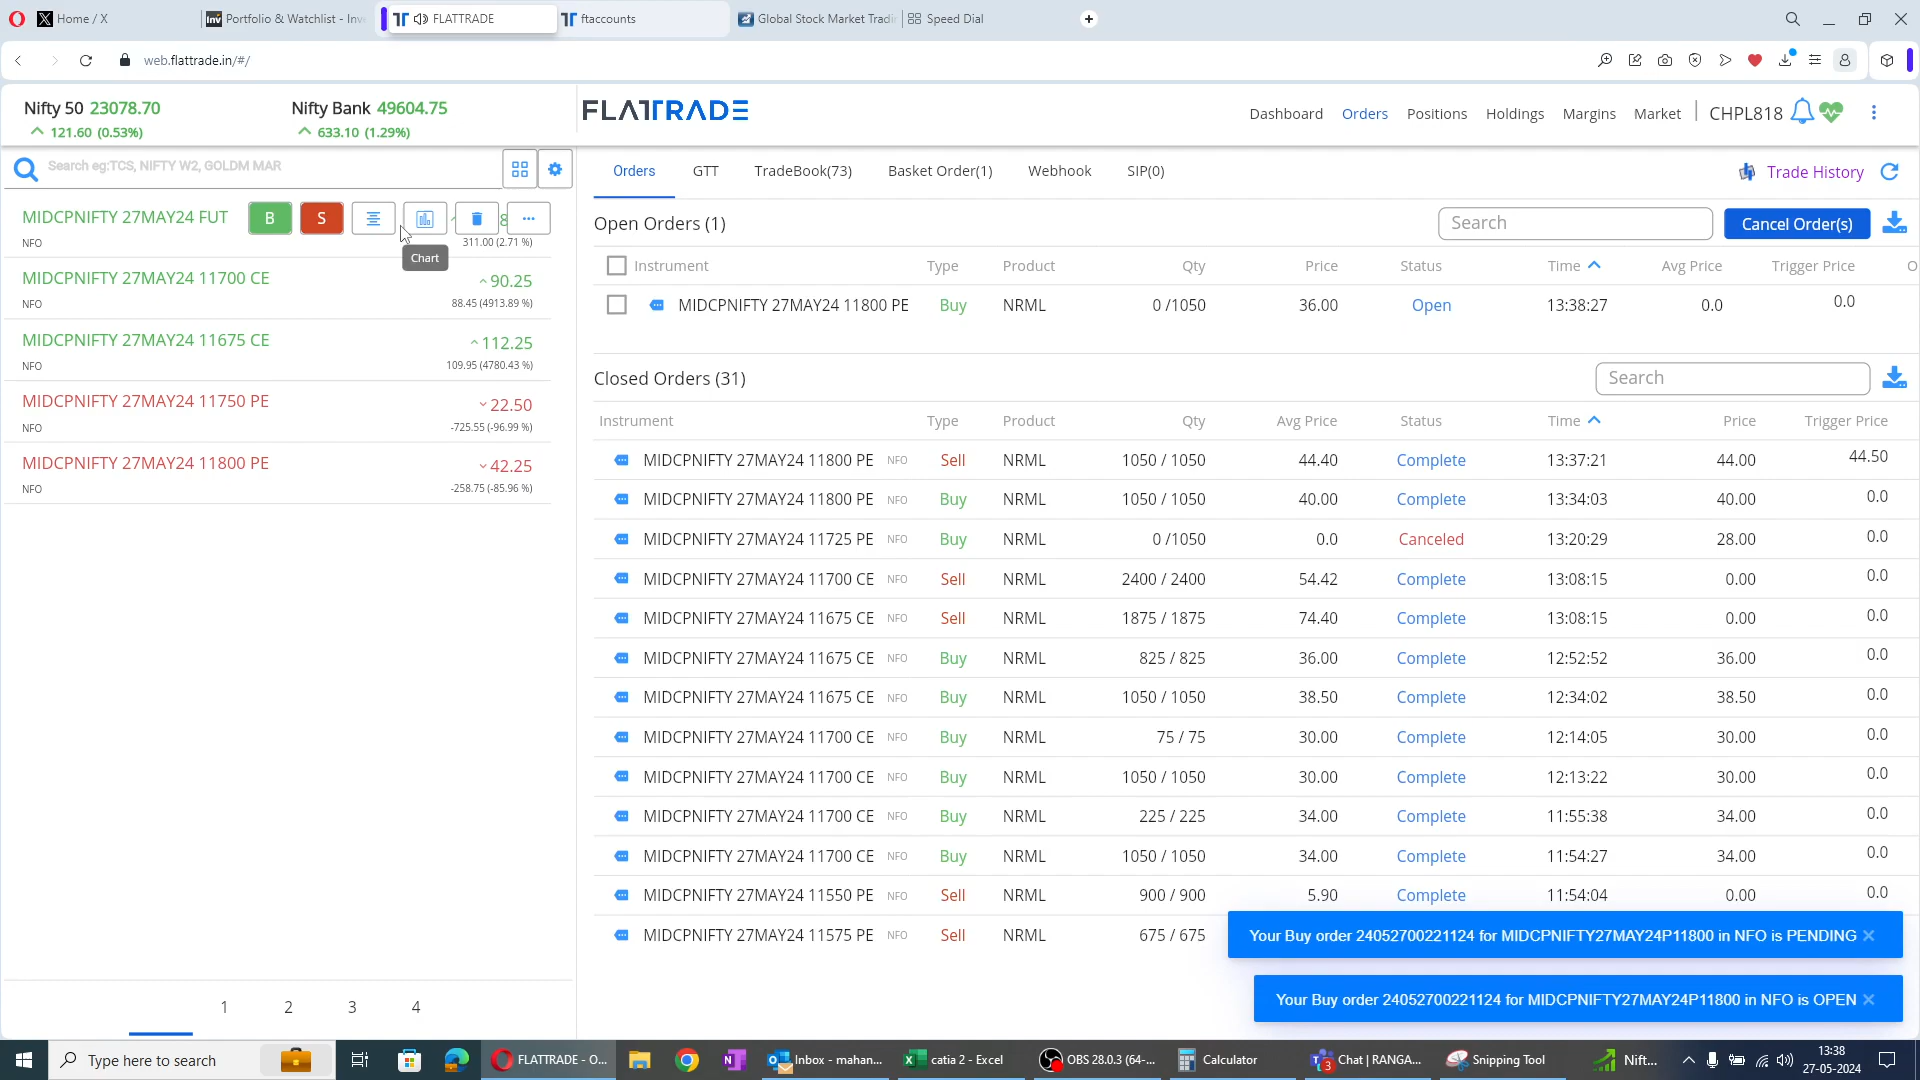 Home / X
Portfolio & Watchlist - Inve
FLATTRADE
ftaccounts
Global Stock Market Tradin
Speed Dial
web.flattrade.in/#/
Nifty 50 23078.70
121.60 (0.53%)
Nifty Bank 49604.75
633.10 (1.29%)
FLATTRADE
Dashboard Orders Positions Holdings Margins Market CHPL818
Search eg:TCS, NIFTY W2, GOLDM MAR
MIDCPNIFTY 27MAY24 FUT B S
NFO 311.00 (2.71 %)
Chart
MIDCPNIFTY 27MAY24 11700 CE 90.25
NFO 88.45 (4913.89 %)
MIDCPNIFTY 27MAY24 11675 CE 112.25
NFO 109.95 (4780.43 %)
MIDCPNIFTY 27MAY24 11750 PE 22.50
NFO -725.55 (-96.99 %)
MIDCPNIFTY 27MAY24 11800 PE 42.25
NFO -258.75 (-85.96 %)
1 2 3 4
Orders GTT TradeBook(73) Basket Order(1) Webhook SIP(0) Trade History
Open Orders (1) Search Cancel Order(s)
Instrument Type Product Qty Price Status Time Avg Price Trigger Price O
MIDCPNIFTY 27MAY24 11800 PE Buy NRML 0 /1050 36.00 Open 13:38:27 0.0 0.0
Closed Orders (31) Search
Instrument Type Product Qty Avg Price Status Time Price Trigger Price
MIDCPNIFTY 27MAY24 11800 PE NFO Sell NRML 1050 / 1050 44.40 Complete 13:37:21 44.00 44.50
MIDCPNIFTY 27MAY24 11800 PE NFO Buy NRML 1050 / 1050 40.00 Complete 13:34:03 40.00 0.0
MIDCPNIFTY 27MAY24 11725 PE NFO Buy NRML 0 /1050 0.0 Canceled 13:20:29 28.00 0.0
MIDCPNIFTY 27MAY24 11700 CE NFO Sell NRML 2400 / 2400 54.42 Complete 13:08:15 0.00 0.0
MIDCPNIFTY 27MAY24 11675 CE NFO Sell NRML 1875 / 1875 74.40 Complete 13:08:15 0.00 0.0
MIDCPNIFTY 27MAY24 11675 CE NFO Buy NRML 825 / 825 36.00 Complete 12:52:52 36.00 0.0
MIDCPNIFTY 27MAY24 11675 CE NFO Buy NRML 1050 / 1050 38.50 Complete 12:34:02 38.50 0.0
MIDCPNIFTY 27MAY24 11700 CE NFO Buy NRML 75 / 75 30.00 Complete 12:14:05 30.00 0.0
MIDCPNIFTY 27MAY24 11700 CE NFO Buy NRML 1050 / 1050 30.00 Complete 12:13:22 30.00 0.0
MIDCPNIFTY 27MAY24 11700 CE NFO Buy NRML 225 / 225 34.00 Complete 11:55:38 34.00 0.0
MIDCPNIFTY 27MAY24 11700 CE NFO Buy NRML 1050 / 1050 34.00 Complete 11:54:27 34.00 0.0
MIDCPNIFTY 27MAY24 11550 PE NFO Sell NRML 900 / 900 5.90 Complete 11:54:04 0.00 0.0
MIDCPNIFTY 27MAY24 11575 PE NFO Sell NRML 675 / 675
Your Buy order 24052700221124 for MIDCPNIFTY27MAY24P11800 in NFO is PENDING
Your Buy order 24052700221124 for MIDCPNIFTY27MAY24P11800 in NFO is OPEN
Type here to search
FLATTRADE - O...
Inbox - mahan...
catia 2 - Excel
OBS 28.0.3 (64-...
Calculator
3 Chat | RANGA...
Snipping Tool
Nift...
13:38
27-05-2024